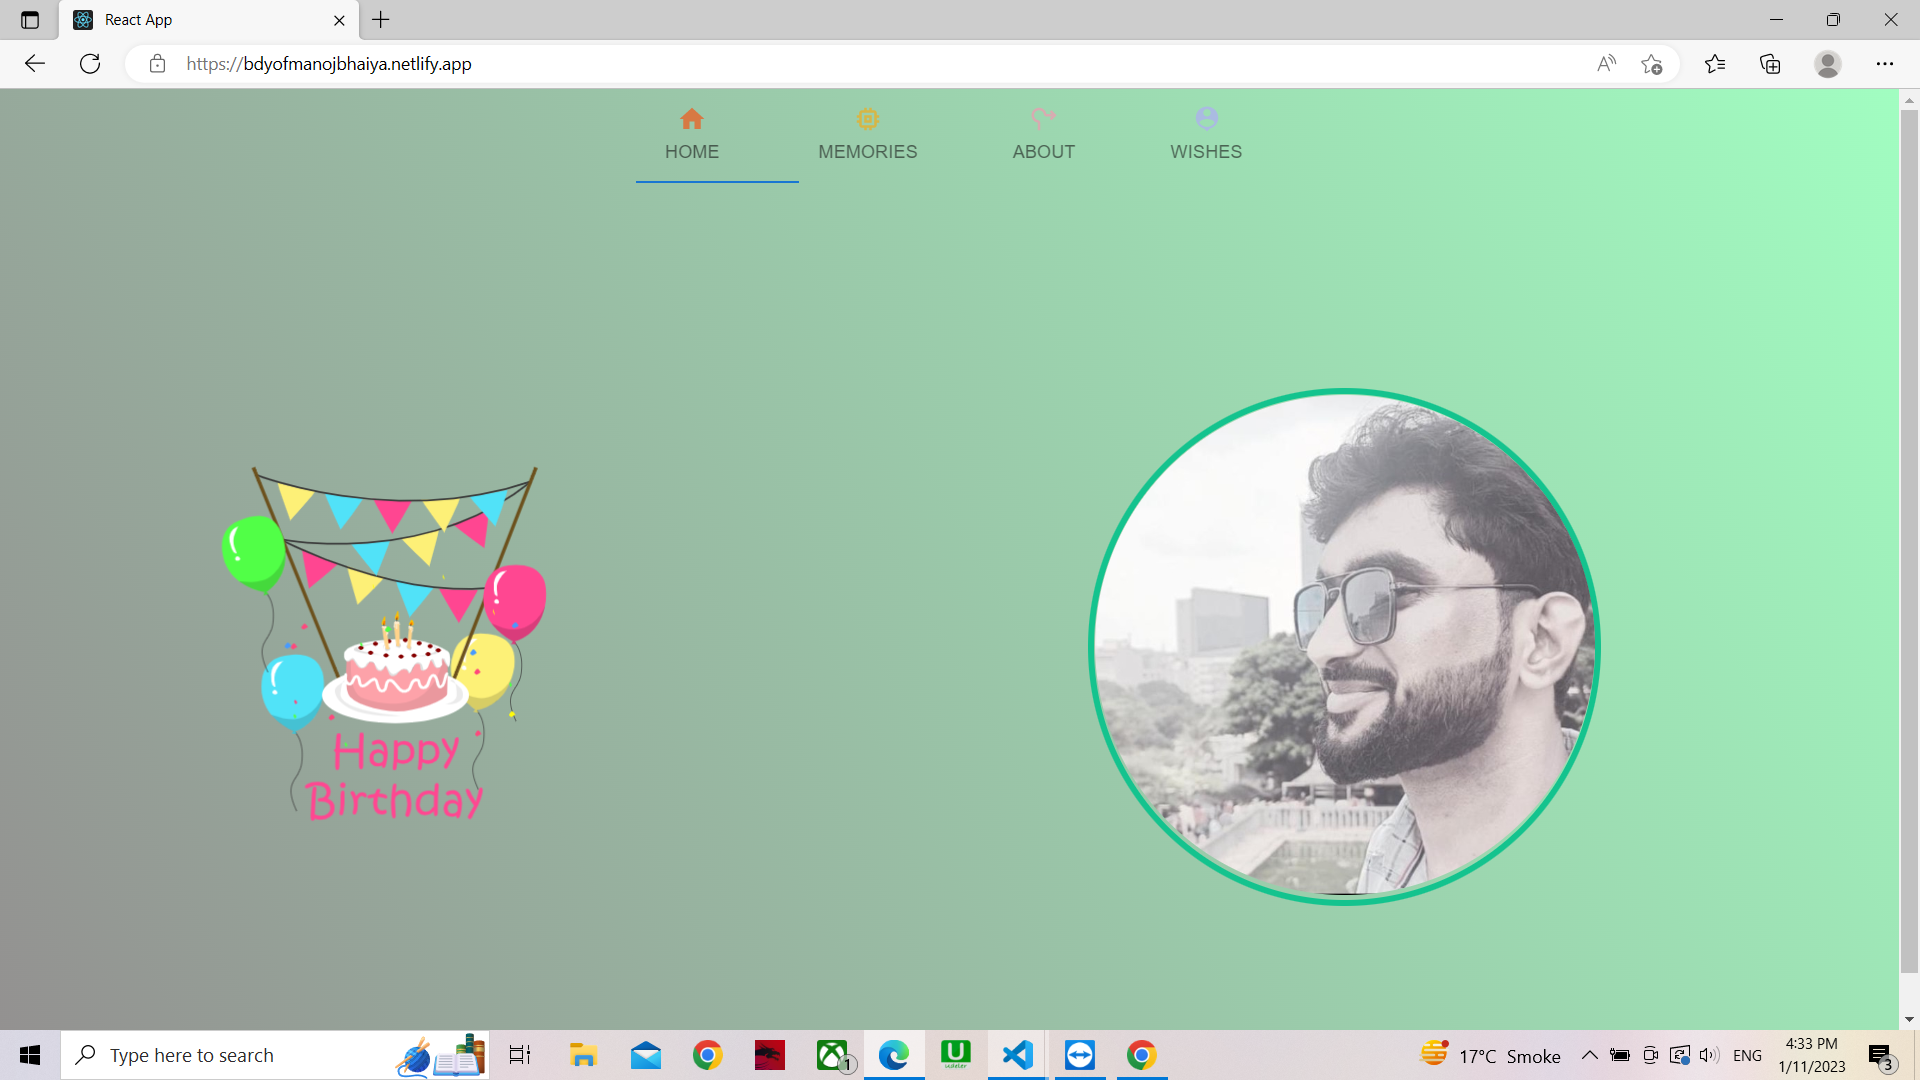 React App
https://bdyofmanojbhaiya.netlify.app
HOME
MEMORIES
ABOUT
WISHES
Happy
Birthday
Type here to search
1
U
17°C Smoke
ENG
4:33 PM
1/11/2023
3